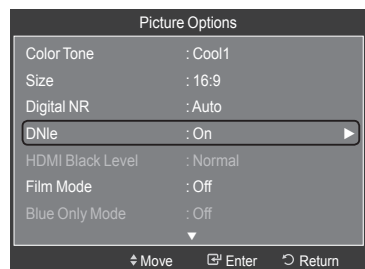 Picture Options
Color Tone : Cool1
Size : 16:9
Digital NR : Auto
DNIe : On
HDMI Black Level : Normal
Film Mode : Off
Blue Only Mode : Off
Move Enter Return